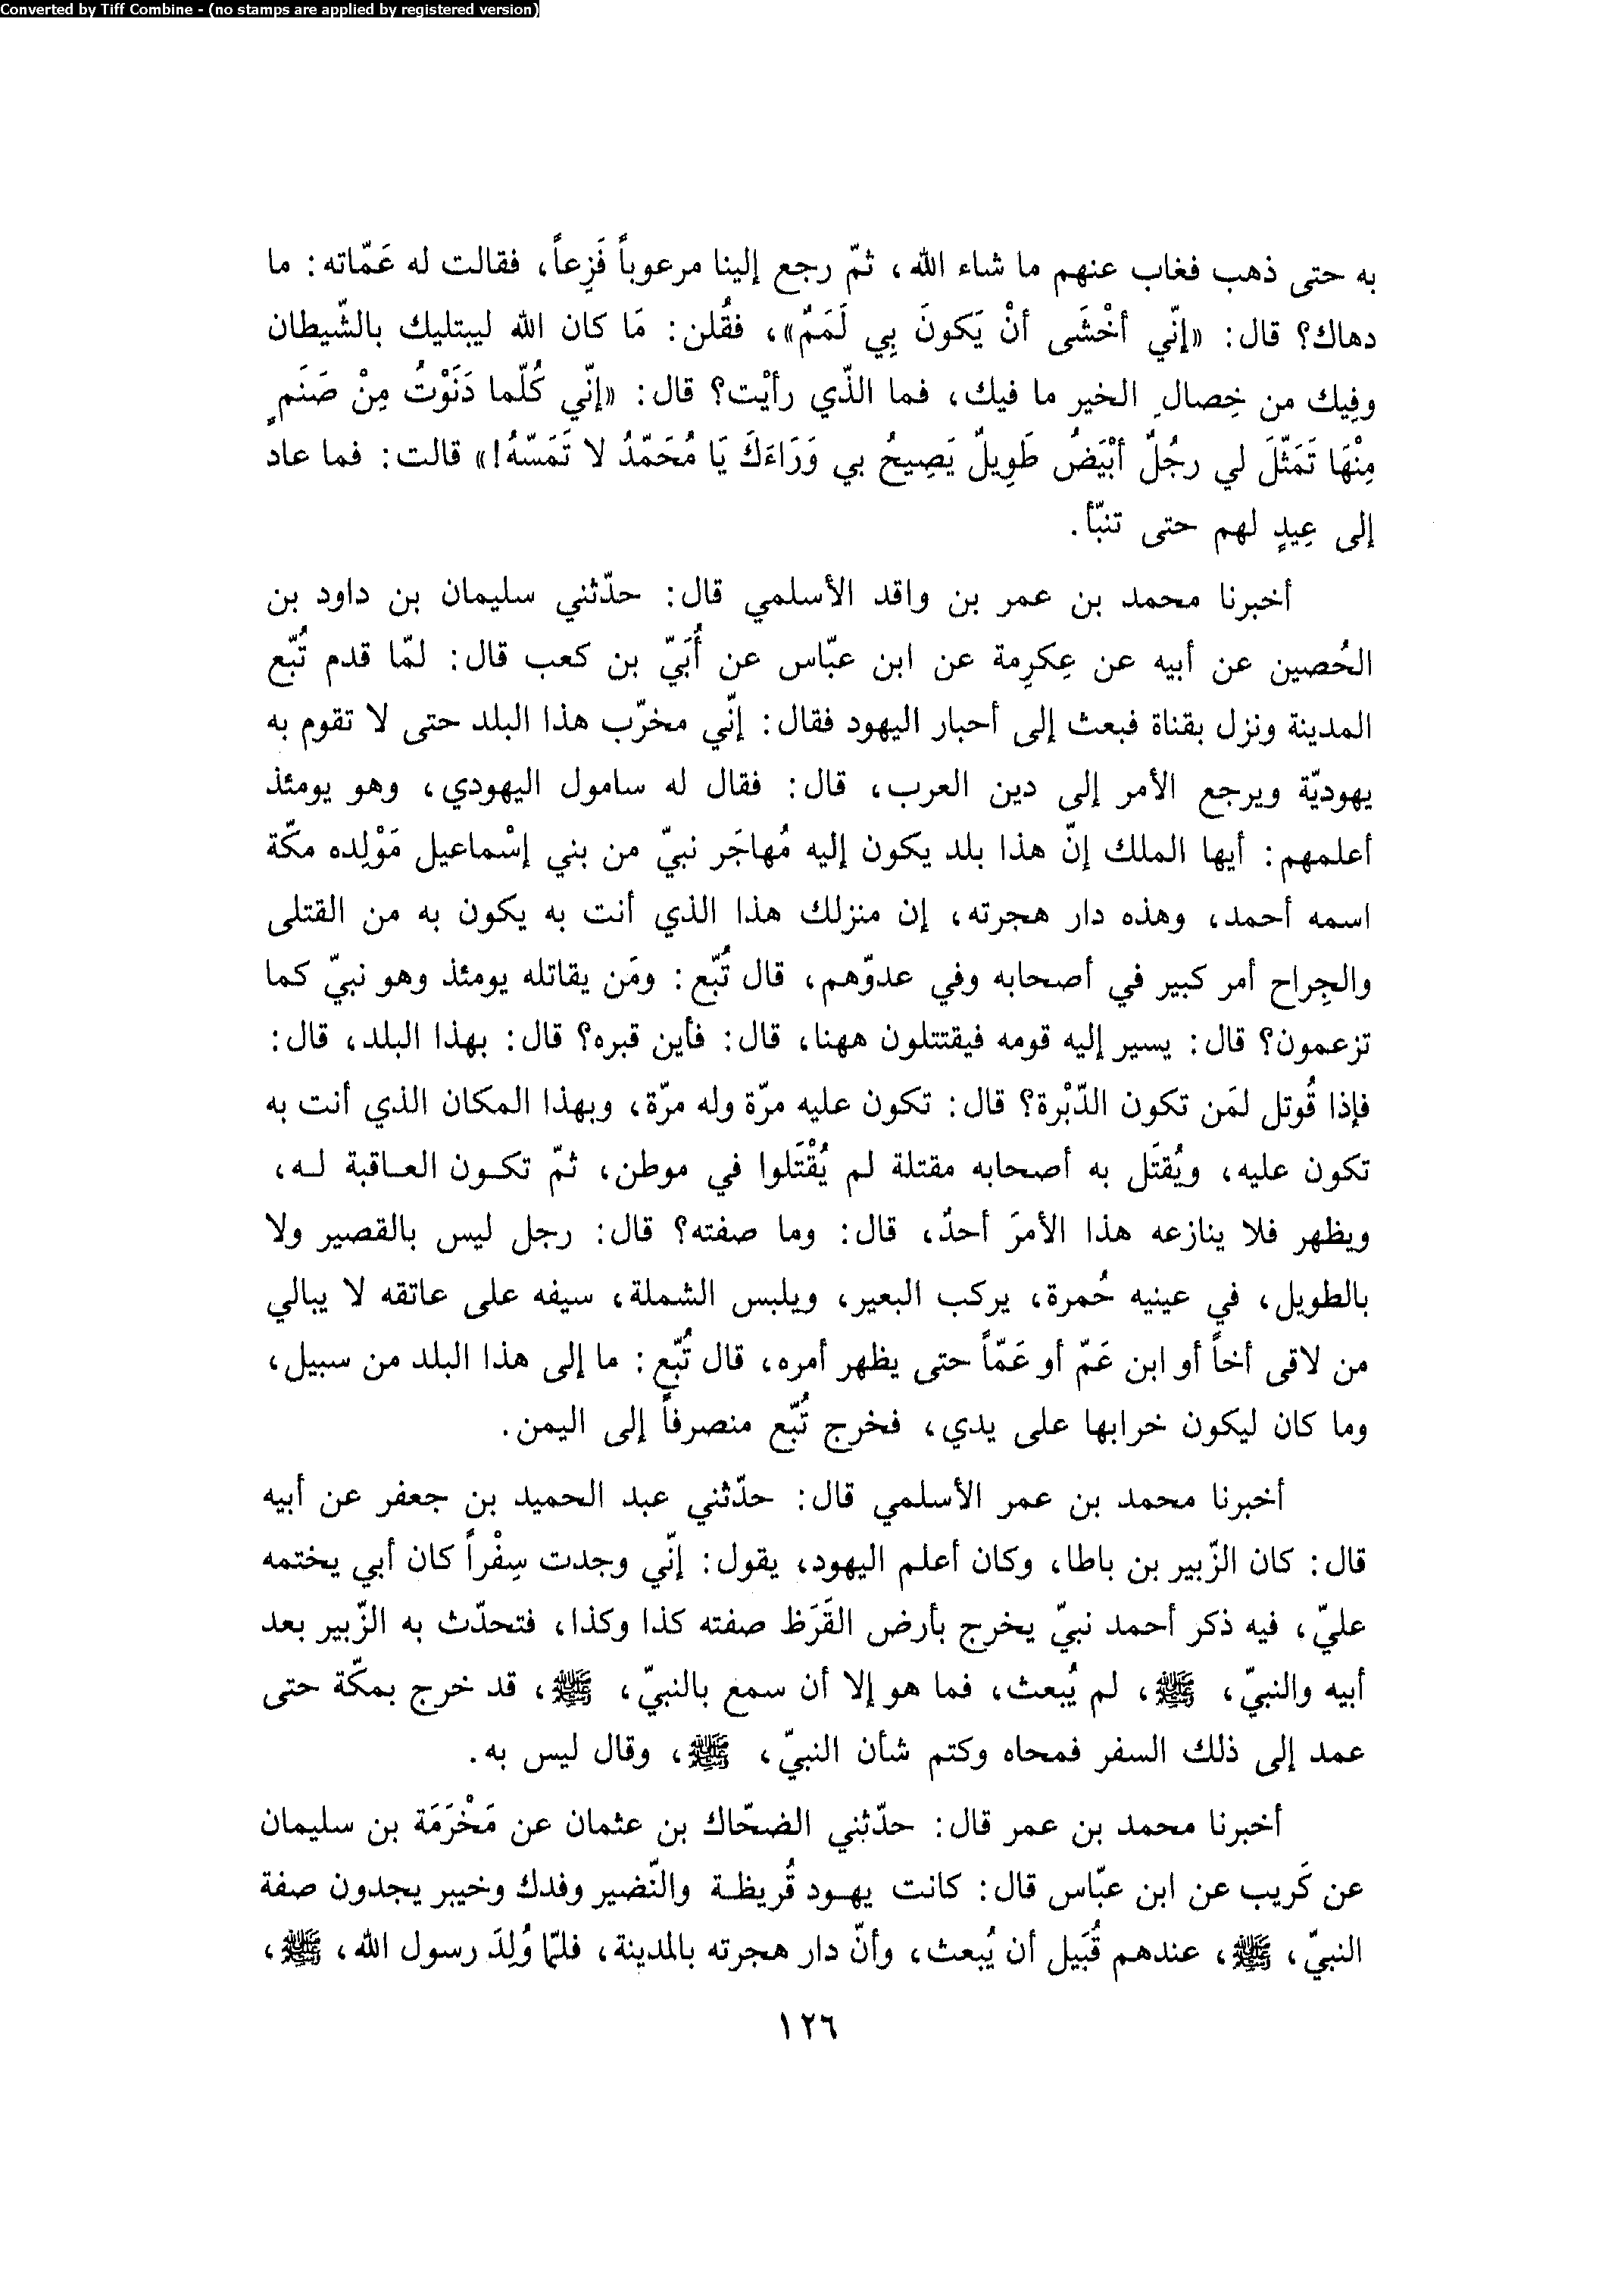 Converted by Tiff Combine - (no stamps are applied by registered version)
به حتى ذهب فغاب عنهم ما شاء الله، ثمّ رجع إلينا مرعوباً فَزِعاً، فقالت له عَمّاته: ما
دهاك؟ قال: «إنّي أخْشَى أنْ يَكونَ بِي لَمَمٌ»، فقُلن: مَا كان الله ليبتليك بالشّيطان
وفِيك من خِصالِ الخير ما فيك، فما الذّي رأيْت؟ قال: «إنّي كُلّما دَنَوْتُ مِنْ صَنَمٍ
مِنْهَا تَمَثّلَ لي رجُلٌ أبْيَضُ طَوِيلٌ يَصِيحُ بي وَرَاءَكَ يَا مُحَمّدُ لا تَمَسّهُ!» قالت: فما عاد
إلى عِيدٍ لهم حتى تنبّأ.
أخبرنا محمد بن عمر بن واقد الأسلمي قال: حدّثني سليمان بن داود بن
الحُصين عن أبيه عن عِكرِمة عن ابن عبّاس عن أُبَيّ بن كعب قال: لمّا قدم تُبّع
المدينة ونزل بقناة فبعث إلى أحبار اليهود فقال: إنّي مخرّب هذا البلد حتى لا تقوم به
يهوديّة ويرجع الأمر إلى دين العرب، قال: فقال له سامول اليهودي، وهو يومئذ
أعلمهم: أيها الملك إنّ هذا بلد يكون إليه مُهاجَر نبيّ من بني إسْماعيل مَوْلِده مكّة
اسمه أحمد، وهذه دار هجرته، إن منزلك هذا الذي أنت به يكون به من القتلى
والجِراح أمر كبير في أصحابه وفي عدوّهم، قال تُبّع: ومَن يقاتله يومئذ وهو نبيّ كما
تزعمون؟ قال: يسير إليه قومه فيقتتلون ههنا، قال: فأين قبره؟ قال: بهذا البلد، قال:
فإذا قُوتل لمَن تكون الدّبْرة؟ قال: تكون عليه مرّة وله مرّة، وبهذا المكان الذي أنت به
تكون عليه، ويُقتَل به أصحابه مقتلة لم يُقْتَلوا في موطن، ثمّ تكون العاقبة له،
ويظهر فلا ينازعه هذا الأمرَ أحدٌ، قال: وما صفته؟ قال: رجل ليس بالقصير ولا
بالطويل، في عينيه حُمرة، يركب البعير، ويلبس الشملة، سيفه على عاتقه لا يبالي
من لاقى أخاً أو ابن عَمّ أو عَمّاً حتى يظهر أمره، قال تُبّع: ما إلى هذا البلد من سبيل،
وما كان ليكون خرابها على يدي، فخرج تُبّع منصرفاً إلى اليمن.
أخبرنا محمد بن عمر الأسلمي قال: حدّثني عبد الحميد بن جعفر عن أبيه
قال: كان الزّبير بن باطا، وكان أعلم اليهود، يقول: إنّي وجدت سِفْراً كان أبي يختمه
عليّ، فيه ذكر أحمد نبيّ يخرج بأرض القَرَظ صفته كذا وكذا، فتحدّث به الزّبير بعد
أبيه والنبيّ، ﷺ، لم يُبعث، فما هو إلا أن سمع بالنبيّ، ﷺ، قد خرج بمكّة حتى
عمد إلى ذلك السفر فمحاه وكتم شأن النبيّ، ﷺ، وقال ليس به.
أخبرنا محمد بن عمر قال: حدّثني الضحّاك بن عثمان عن مَخْرَمَة بن سليمان
عن كَريب عن ابن عبّاس قال: كانت يهود قُريظة والنّضير وفدك وخيبر يجدون صفة
النبيّ، ﷺ، عندهم قُبَيل أن يُبعث، وأنّ دار هجرته بالمدينة، فلمّا وُلِدَ رسول الله، ﷺ،
١٢٦